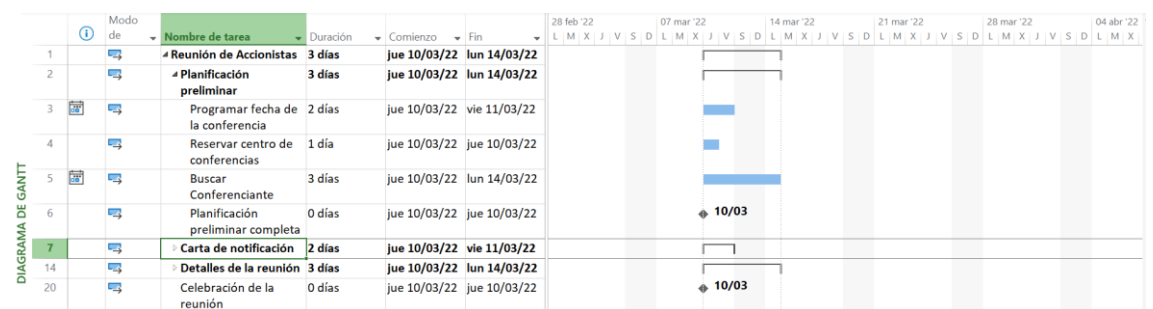 Modo de
Nombre de tarea
Duración
Comienzo
Fin
28 feb '22
07 mar '22
14 mar '22
21 mar '22
28 mar '22
04 abr '22
L M X J V S D L M X J V S D L M X J V S D L M X J V S D L M X J V S D L M X
1 Reunión de Accionistas 3 días jue 10/03/22 lun 14/03/22
2 Planificación preliminar 3 días jue 10/03/22 lun 14/03/22
3 Programar fecha de la conferencia 2 días jue 10/03/22 vie 11/03/22
4 Reservar centro de conferencias 1 día jue 10/03/22 jue 10/03/22
5 Buscar Conferenciante 3 días jue 10/03/22 lun 14/03/22
6 Planificación preliminar completa 0 días jue 10/03/22 jue 10/03/22 10/03
7 Carta de notificación 2 días jue 10/03/22 vie 11/03/22
14 Detalles de la reunión 3 días jue 10/03/22 lun 14/03/22
20 Celebración de la reunión 0 días jue 10/03/22 jue 10/03/22 10/03
DIAGRAMA DE GANTT